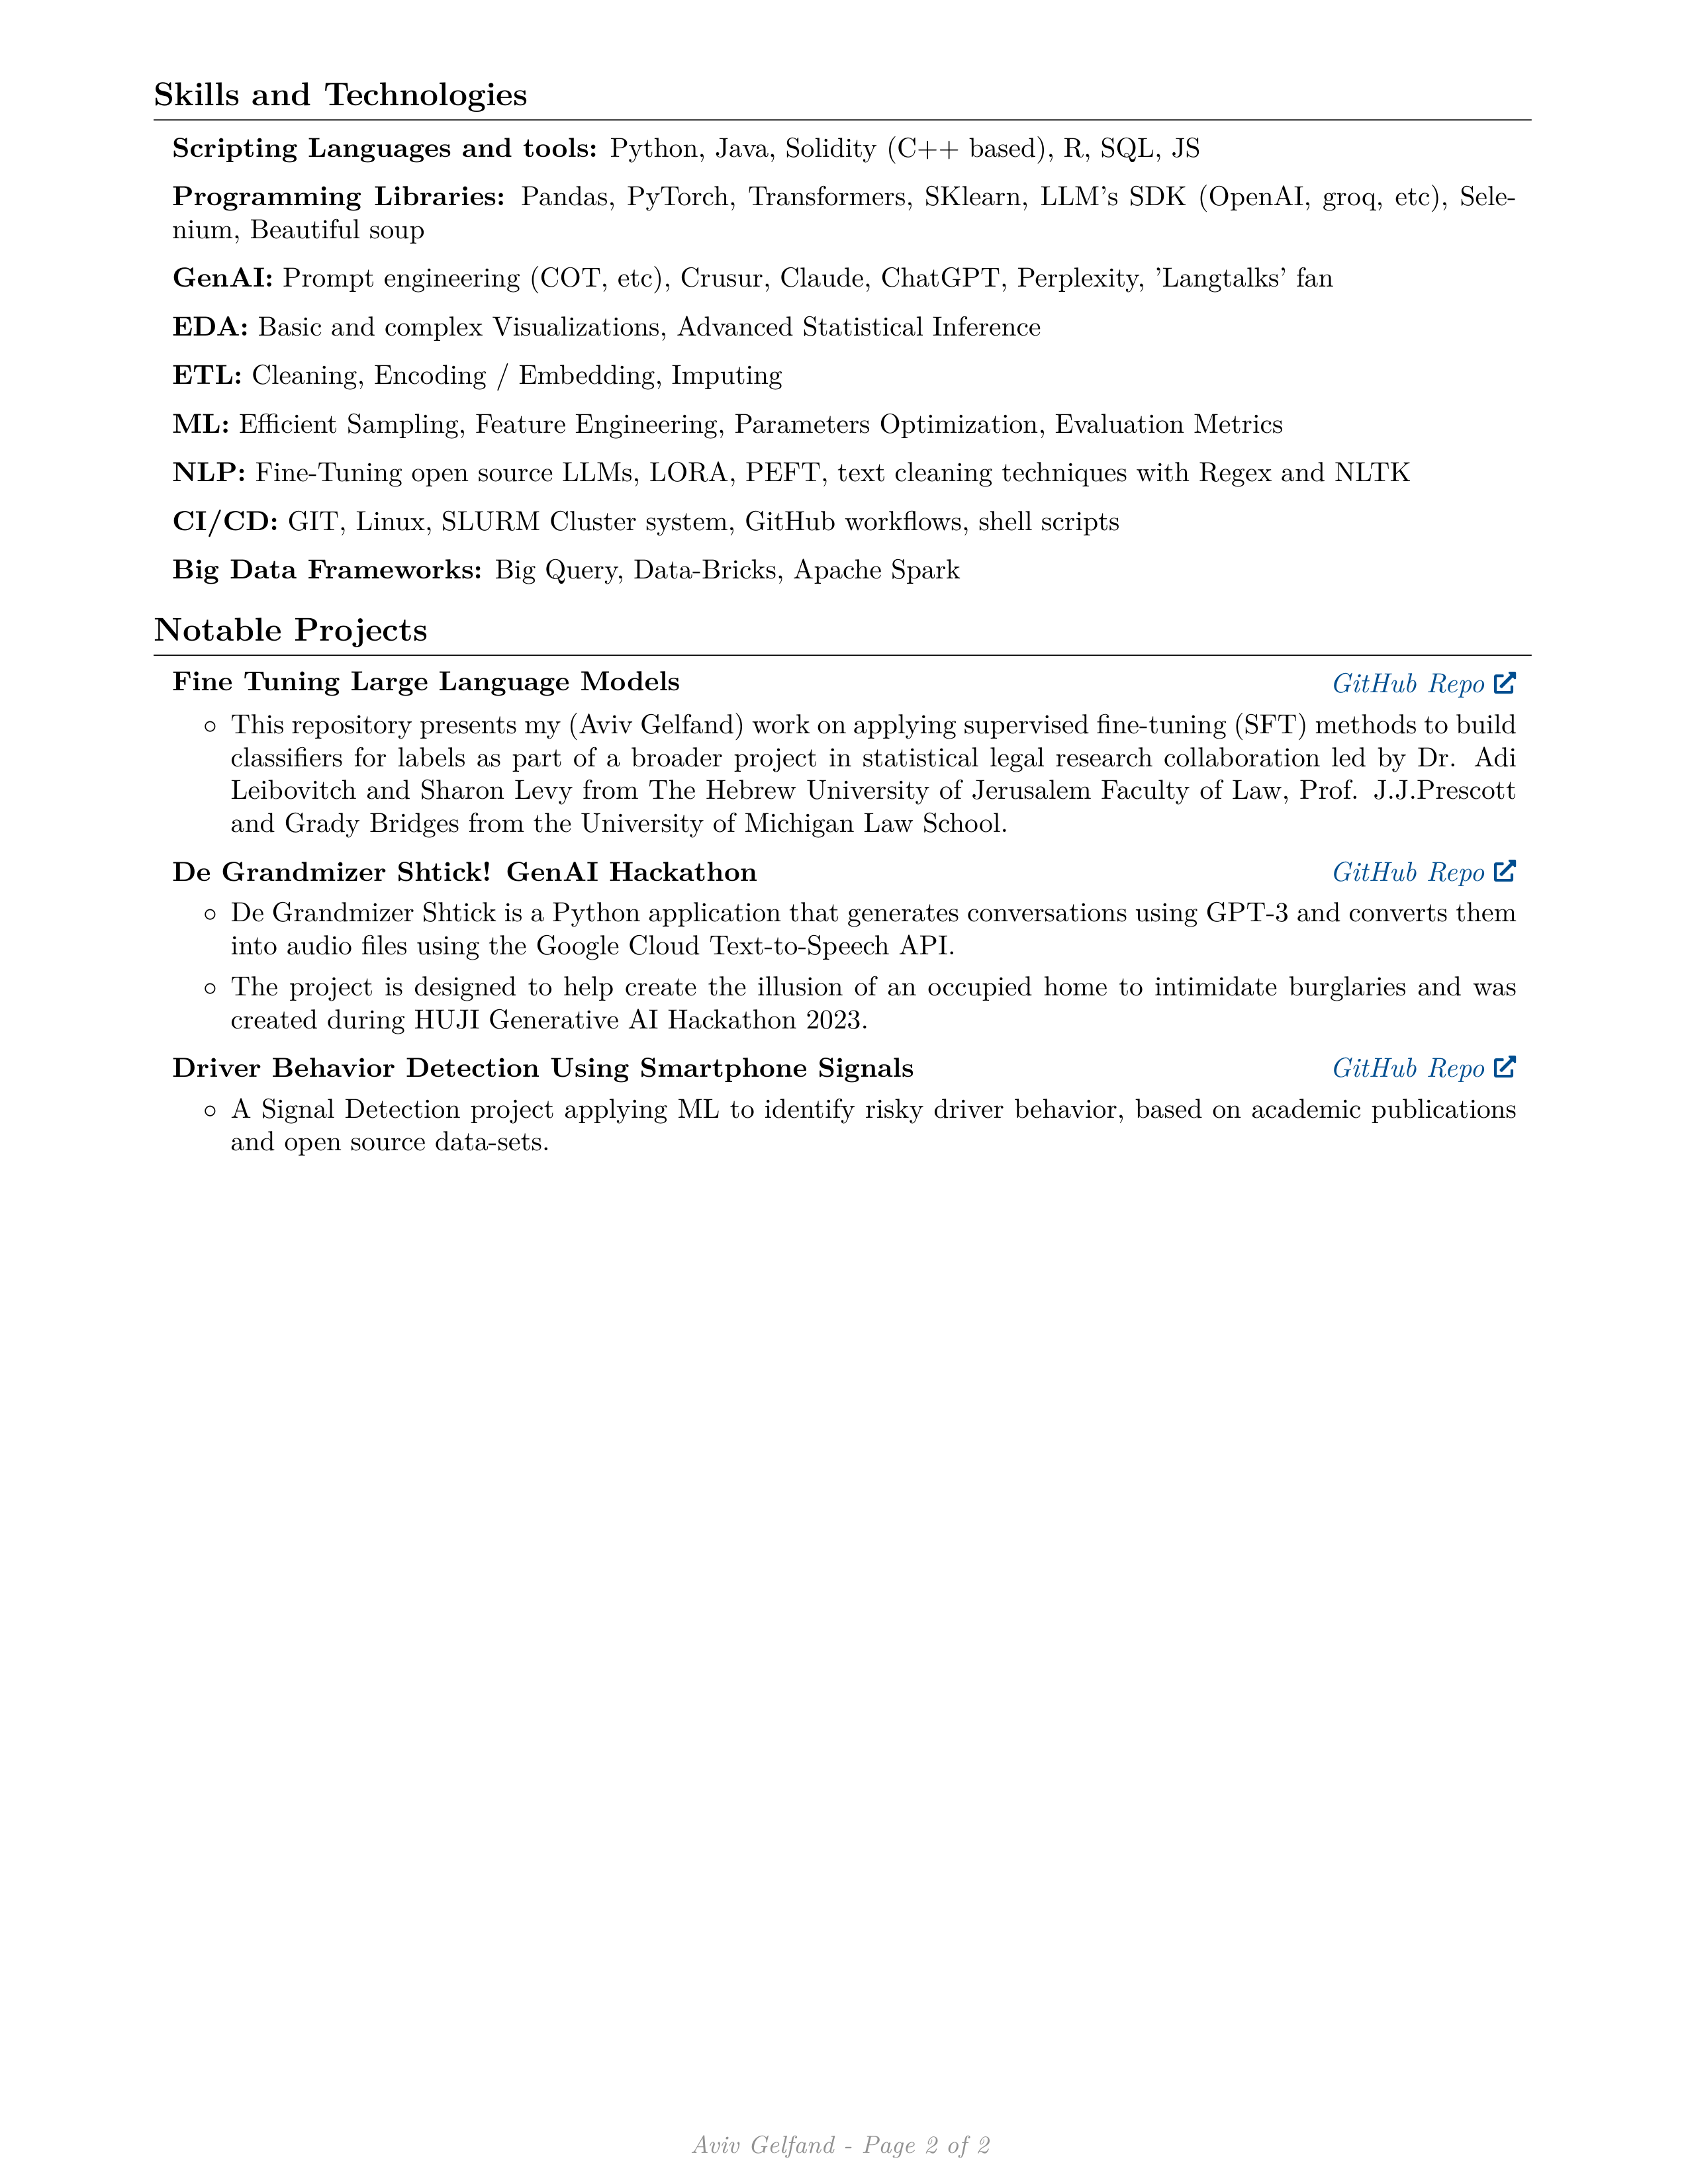 Skills and Technologies
Scripting Languages and tools: Python, Java, Solidity (C++ based), R, SQL, JS
Programming Libraries: Pandas, PyTorch, Transformers, SKlearn, LLM's SDK (OpenAI, groq, etc), Sele-
nium, Beautiful soup
GenAI: Prompt engineering (COT, etc), Crusur, Claude, ChatGPT, Perplexity, 'Langtalks' fan
EDA: Basic and complex Visualizations, Advanced Statistical Inference
ETL: Cleaning, Encoding / Embedding, Imputing
ML: Efficient Sampling, Feature Engineering, Parameters Optimization, Evaluation Metrics
NLP: Fine-Tuning open source LLMs, LORA, PEFT, text cleaning techniques with Regex and NLTK
CI/CD: GIT, Linux, SLURM Cluster system, GitHub workflows, shell scripts
Big Data Frameworks: Big Query, Data-Bricks, Apache Spark
Notable Projects
Fine Tuning Large Language Models GitHub Repo
◦ This repository presents my (Aviv Gelfand) work on applying supervised fine-tuning (SFT) methods to build
classifiers for labels as part of a broader project in statistical legal research collaboration led by Dr. Adi
Leibovitch and Sharon Levy from The Hebrew University of Jerusalem Faculty of Law, Prof. J.J.Prescott
and Grady Bridges from the University of Michigan Law School.
De Grandmizer Shtick! GenAI Hackathon GitHub Repo
◦ De Grandmizer Shtick is a Python application that generates conversations using GPT-3 and converts them
into audio files using the Google Cloud Text-to-Speech API.
◦ The project is designed to help create the illusion of an occupied home to intimidate burglaries and was
created during HUJI Generative AI Hackathon 2023.
Driver Behavior Detection Using Smartphone Signals GitHub Repo
◦ A Signal Detection project applying ML to identify risky driver behavior, based on academic publications
and open source data-sets.
Aviv Gelfand - Page 2 of 2